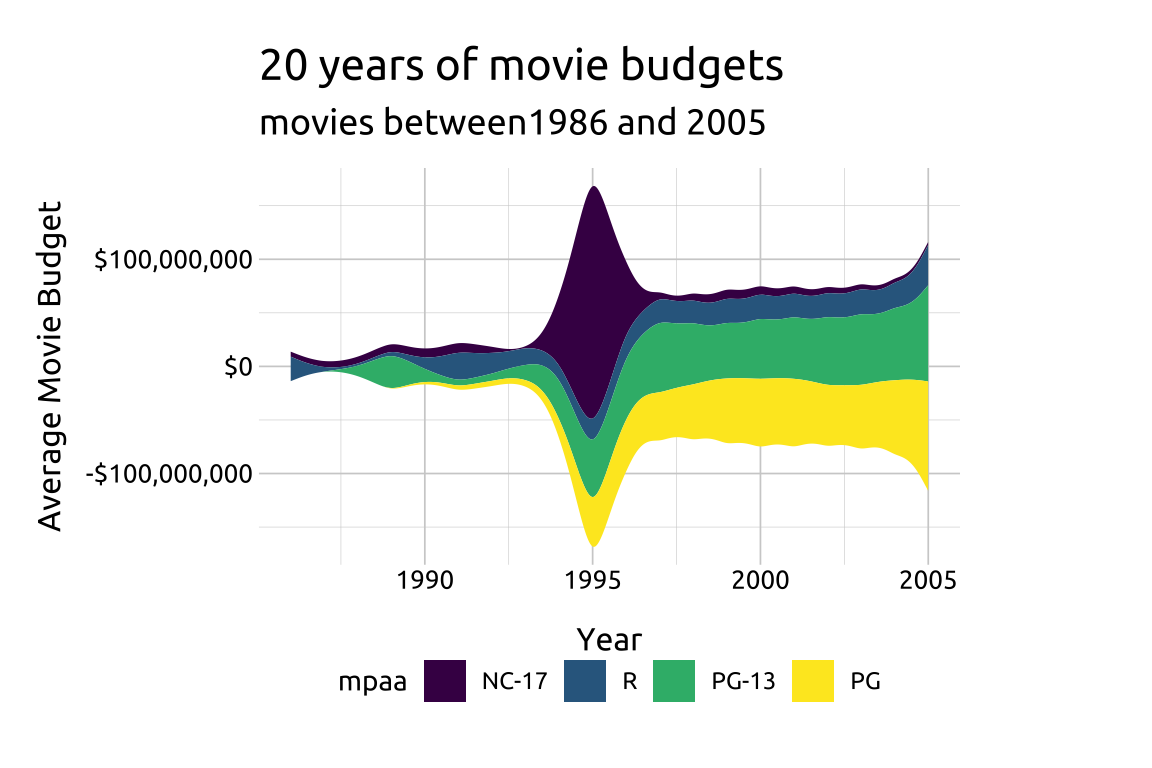 20 years of movie budgets
movies between1986 and 2005
Average Movie Budget
$100,000,000
$0
-$100,000,000
1990 1995 2000 2005
Year
mpaa NC-17 R PG-13 PG